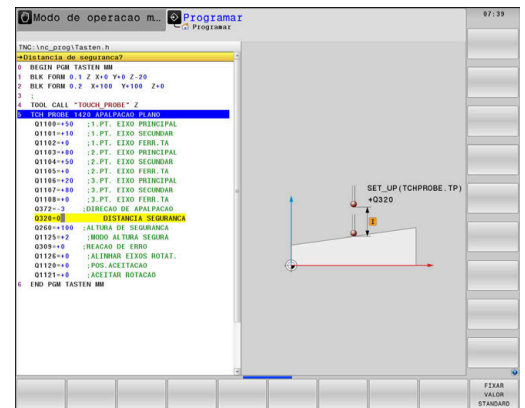 Modo de operacao m... Programar
Programar
07:39
TNC:\nc_prog\Tasten.h
→Distancia de seguranca?
0 BEGIN PGM TASTEN MM
1 BLK FORM 0.1 Z X+0 Y+0 Z-20
2 BLK FORM 0.2 X+100 Y+100 Z+0
3 ;
4 TOOL CALL "TOUCH_PROBE" Z
5 TCH PROBE 1420 APALPACAO PLANO
Q1100=+50 ;1.PT. EIXO PRINCIPAL
Q1101=+10 ;1.PT. EIXO SECUNDAR
Q1102=+0 ;1.PT. EIXO FERR.TA
Q1103=+80 ;2.PT. EIXO PRINCIPAL
Q1104=+50 ;2.PT. EIXO SECUNDAR
Q1105=+0 ;2.PT. EIXO FERR.TA
Q1106=+20 ;3.PT. EIXO PRINCIPAL
Q1107=+80 ;3.PT. EIXO SECUNDAR
Q1108=+0 ;3.PT. EIXO FERR.TA
Q372=-3 ;DIRECAO DE APALPACAO
Q320=0 DISTANCIA SEGURANCA
Q260=+100 ;ALTURA DE SEGURANCA
Q1125=+2 ;MODO ALTURA SEGURA
Q309=+0 ;REACAO DE ERRO
Q1126=+0 ;ALINHAR EIXOS ROTAT.
Q1120=+0 ;POS.ACEITACAO
Q1121=+0 ;ACEITAR ROTACAO
6 END PGM TASTEN MM
SET_UP(TCHPROBE.TP)
+Q320
FIXAR
VALOR
STANDARD